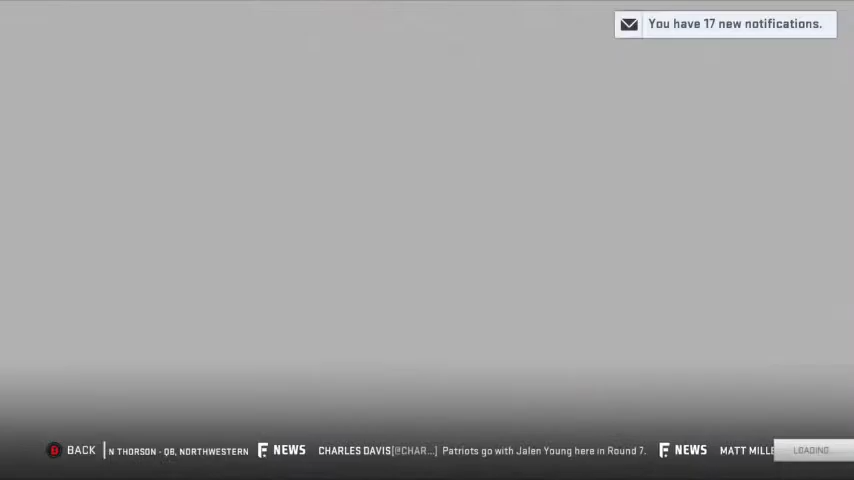 You have 17 new notifications.
B BACK N THORSON - QB, NORTHWESTERN F. NEWS CHARLES DAVIS[@CHAR...] Patriots go with Jalen Young here in Round 7. F. NEWS MATT MILLE LOADING